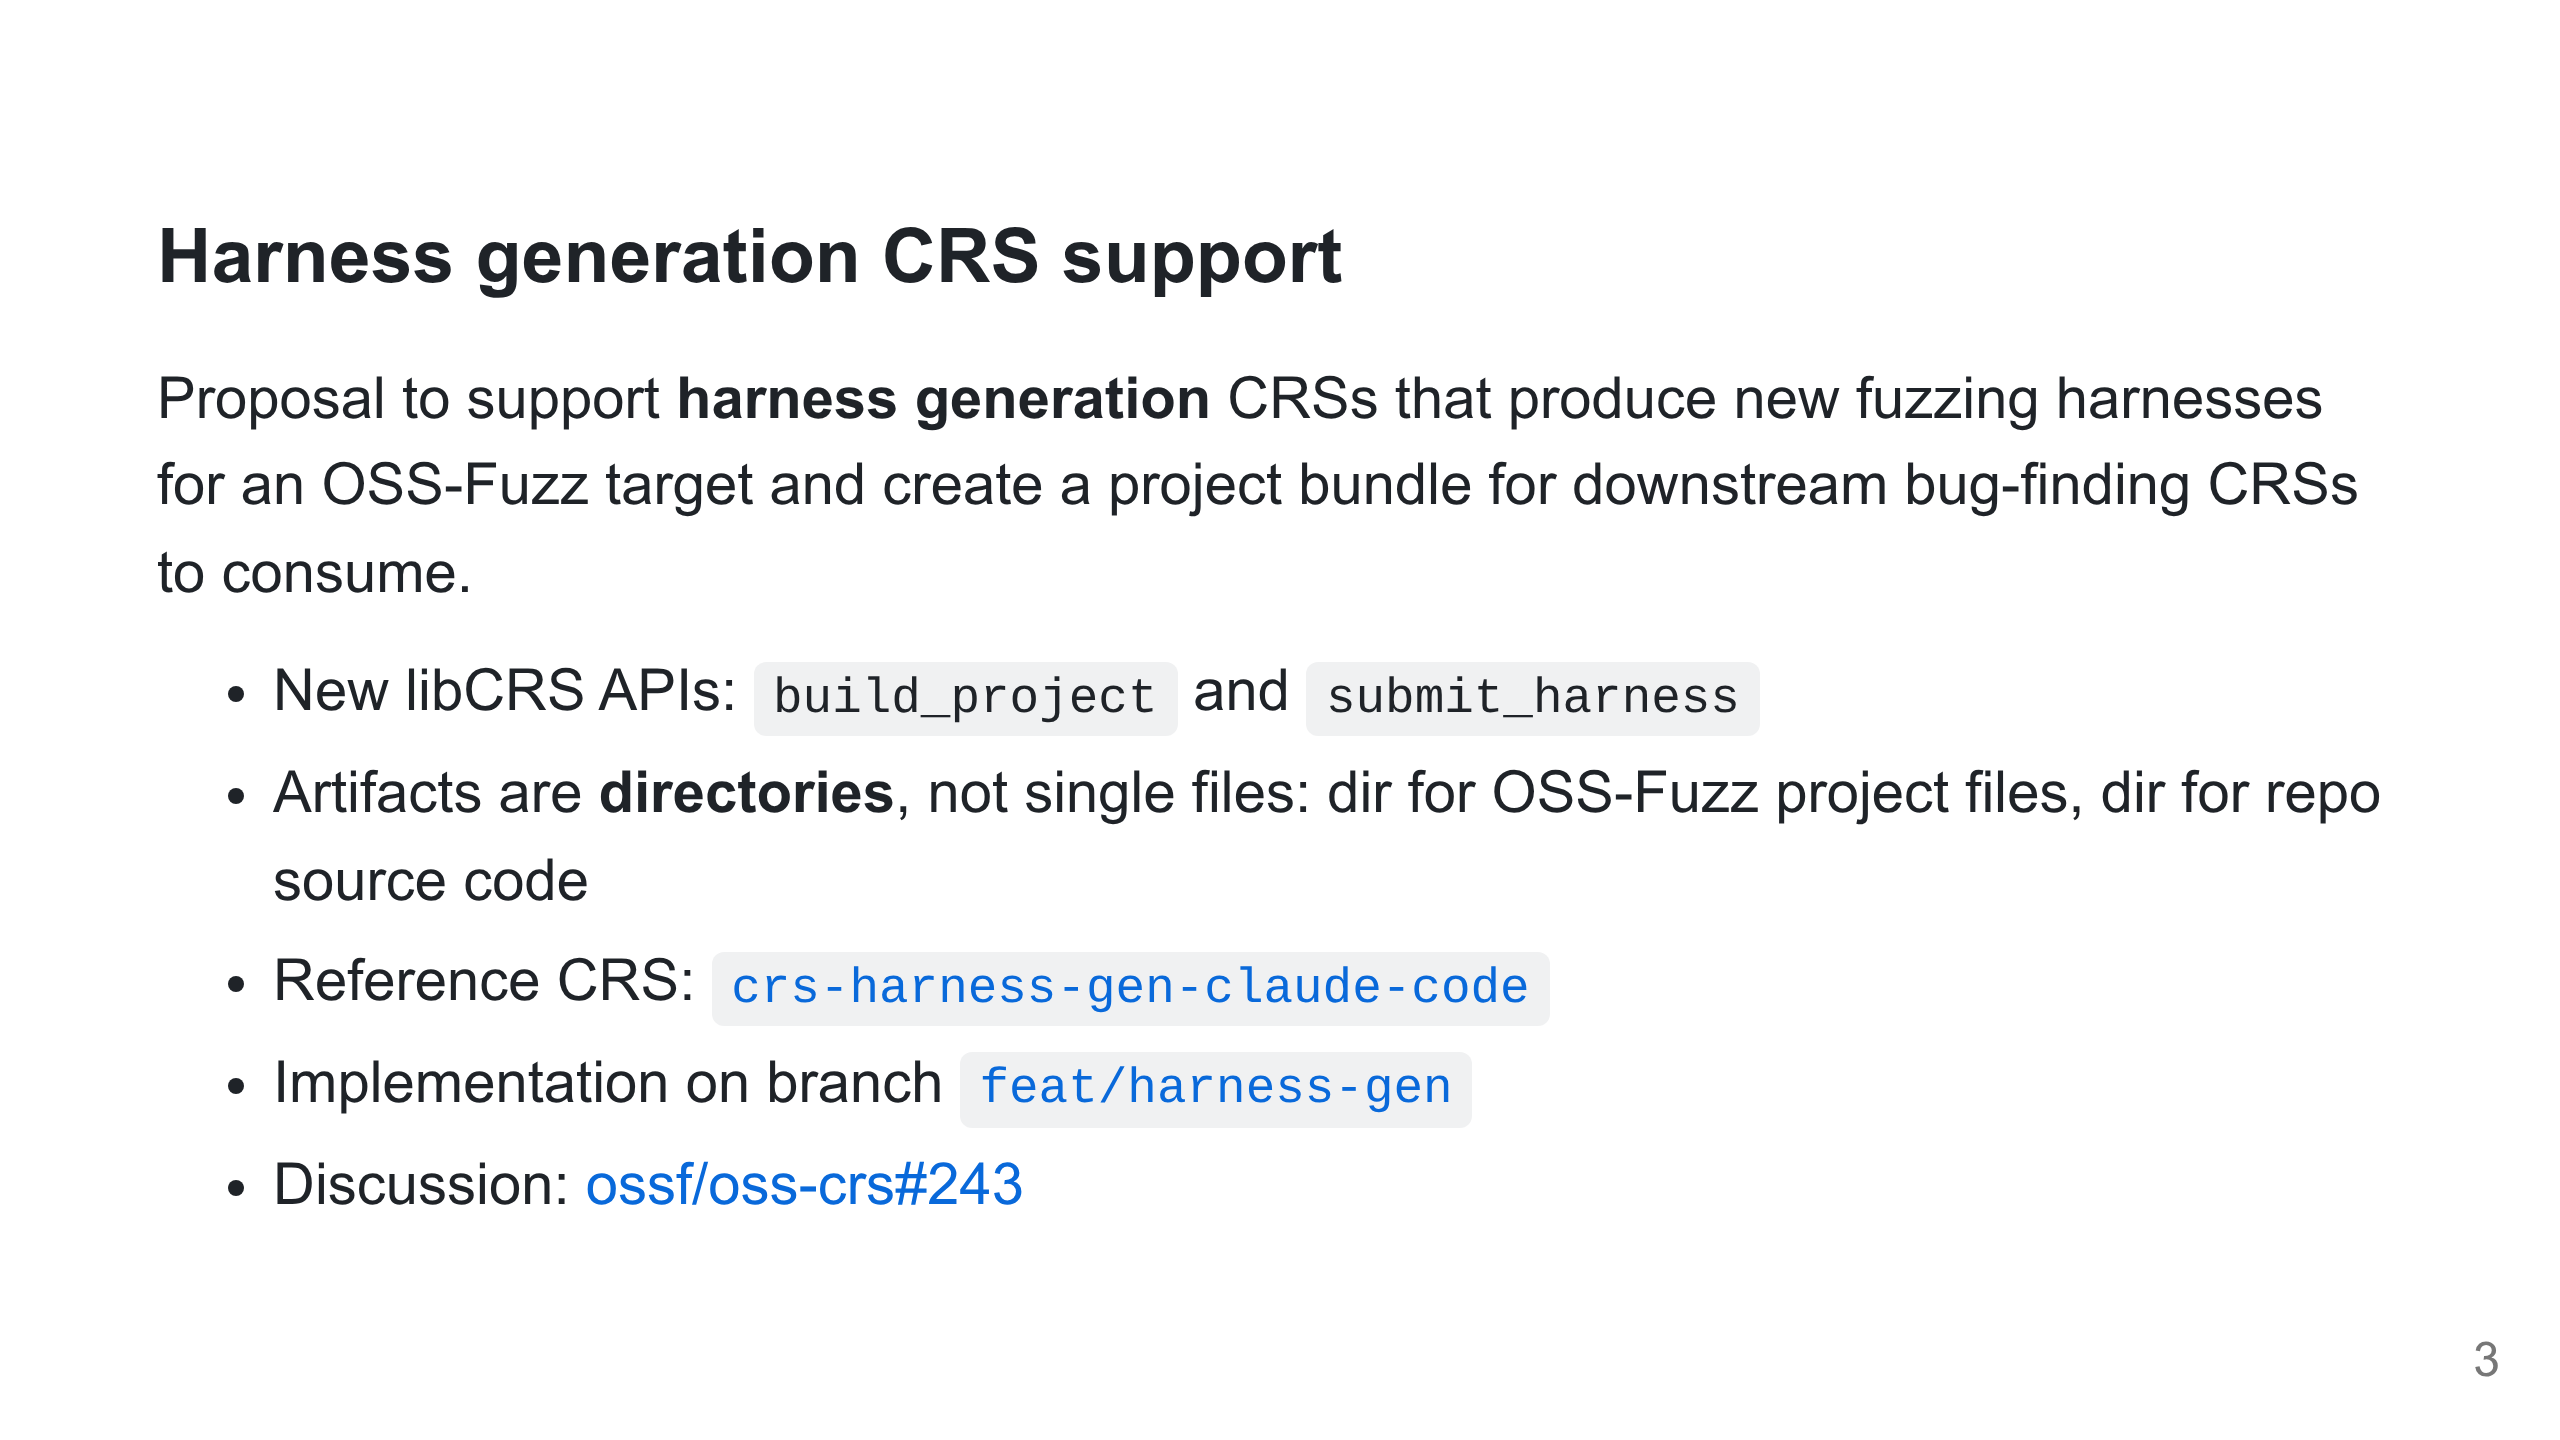 Harness generation CRS support
Proposal to support harness generation CRSs that produce new fuzzing harnesses
for an OSS-Fuzz target and create a project bundle for downstream bug-finding CRSs
to consume.
• New libCRS APIs: build_project and submit_harness
• Artifacts are directories, not single files: dir for OSS-Fuzz project files, dir for repo
source code
• Reference CRS: crs-harness-gen-claude-code
• Implementation on branch feat/harness-gen
• Discussion: ossf/oss-crs#243
3